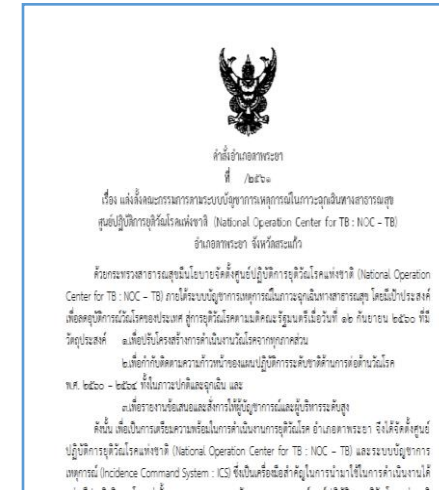 คำสั่งอำเภอตาพระยา
ที่ /๒๕๖๑
เรื่อง แต่งตั้งคณะกรรมการตามระบบบัญชาการเหตุการณ์ในภาวะฉุกเฉินทางสาธารณสุข
ศูนย์ปฏิบัติการยุติวัณโรคแห่งชาติ (National Operation Center for TB : NOC – TB)
อำเภอตาพระยา จังหวัดสระแก้ว
ด้วยกระทรวงสาธารณสุขมีนโยบายจัดตั้งศูนย์ปฏิบัติการยุติวัณโรคแห่งชาติ (National Operation
Center for TB : NOC – TB) ภายใต้ระบบบัญชาการเหตุการณ์ในภาวะฉุกเฉินทางสาธารณสุข โดยมีเป้าประสงค์
เพื่อลดอุบัติการณ์วัณโรคของประเทศ สู่การยุติวัณโรคตามมติคณะรัฐมนตรีเมื่อวันที่ ๑๒ กันยายน ๒๕๖๐ ที่มี
วัตถุประสงค์ ๑.เพื่อปรับโครงสร้างการดำเนินงานวัณโรคจากทุกภาคส่วน
๒.เพื่อกำกับติดตามความก้าวหน้าของแผนปฏิบัติการระดับชาติด้านการต่อต้านวัณโรค
พ.ศ. ๒๕๖๐ – ๒๕๖๔ ทั้งในภาวะปกติและฉุกเฉิน และ
๓.เพื่อรายงานข้อเสนอและสั่งการให้ผู้บัญชาการณ์และผู้บริหารระดับสูง
ดังนั้น เพื่อเป็นการเตรียมความพร้อมในการดำเนินงานการยุติวัณโรค อำเภอตาพระยา จึงได้จัดตั้งศูนย์
ปฏิบัติการยุติวัณโรคแห่งชาติ (National Operation Center for TB : NOC – TB) และระบบบัญชาการ
เหตุการณ์ (Incidence Command System : ICS) ซึ่งเป็นเครื่องมือสำคัญในการนำมาใช้ในการดำเนินงานได้